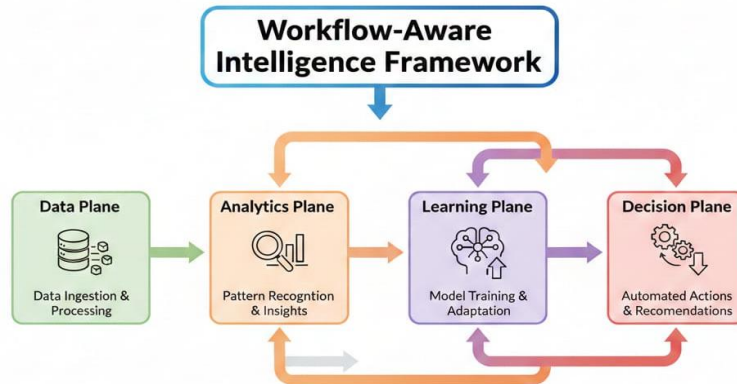 Workflow-Aware
Intelligence Framework
Data Plane
Data Ingestion &
Processing
Analytics Plane
Pattern Recogntion
& Insights
Learning Plane
Model Training &
Adaptation
Decision Plane
Automated Actions
& Recomendations